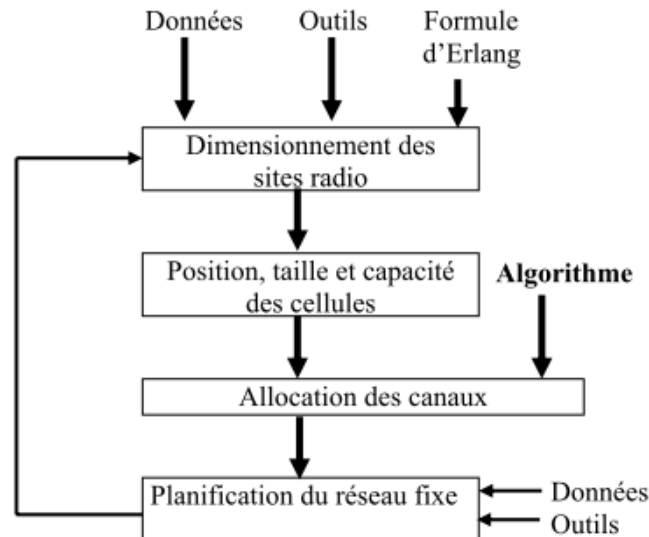 Données
Outils
Formule
d'Erlang
Dimensionnement des
sites radio
Position, taille et capacité
des cellules
Algorithme
Allocation des canaux
Planification du réseau fixe
Données
Outils